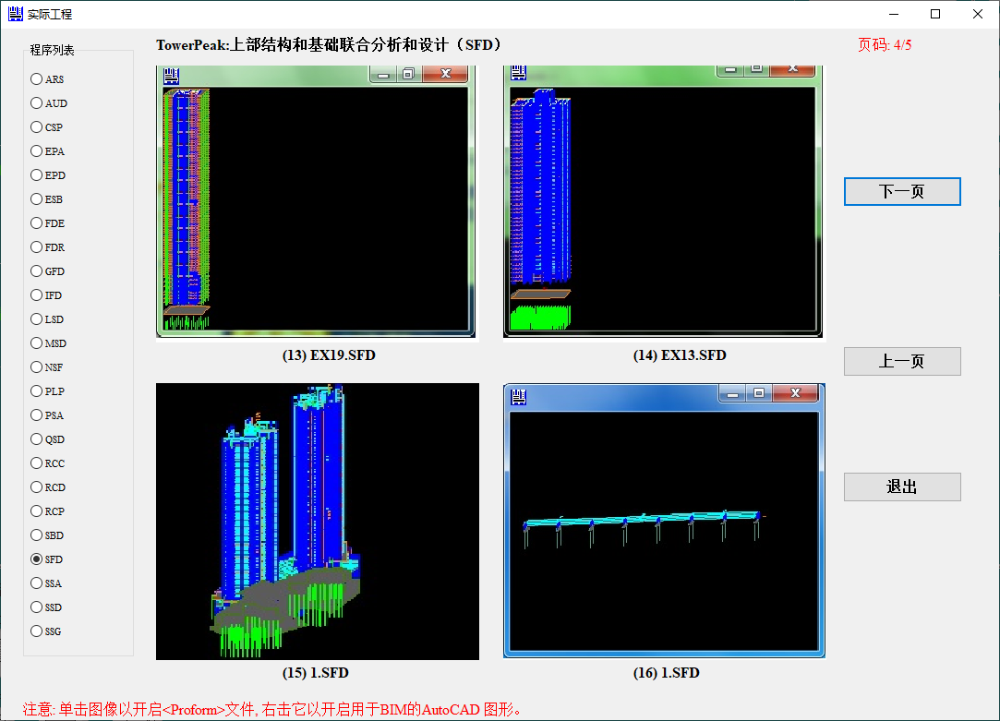 实际工程
程序列表
ARS
AUD
CSP
EPA
EPD
ESB
FDE
FDR
GFD
IFD
LSD
MSD
NSF
PLP
PSA
QSD
RCC
RCD
RCP
SBD
SFD
SSA
SSD
SSG
TowerPeak:上部结构和基础联合分析和设计（SFD）
页码: 4/5
(13) EX19.SFD
(14) EX13.SFD
(15) 1.SFD
(16) 1.SFD
下一页
上一页
退出
注意: 单击图像以开启<Proform>文件, 右击它以开启用于BIM的AutoCAD 图形。